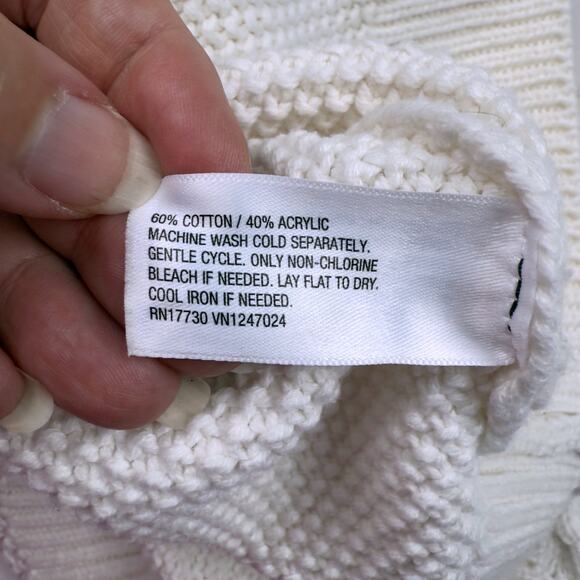 60% COTTON / 40% ACRYLIC
MACHINE WASH COLD SEPARATELY.
GENTLE CYCLE. ONLY NON-CHLORINE
BLEACH IF NEEDED. LAY FLAT TO DRY.
COOL IRON IF NEEDED.
RN17730 VN1247024